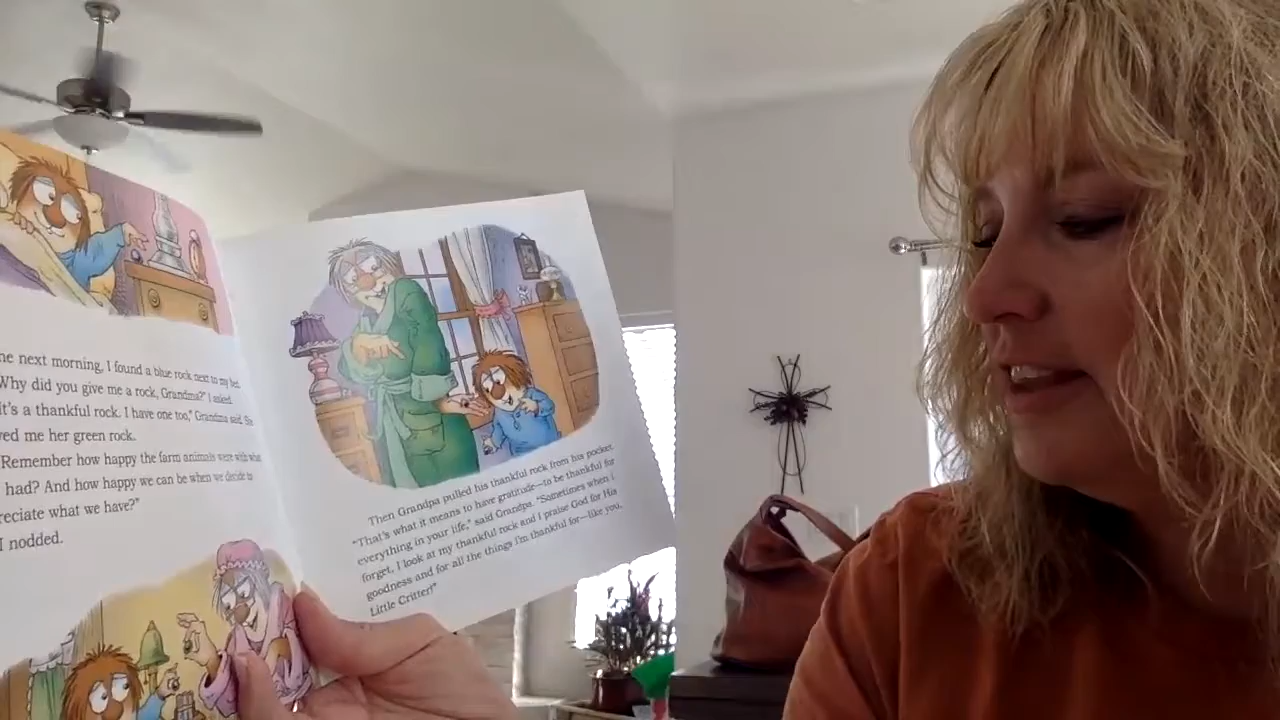 ne next morning, I found a blue rock next to my bed.
Why did you give me a rock, Grandma?" I asked.
It's a thankful rock. I have one too," Grandma said. She
ved me her green rock.
Remember how happy the farm animals were with what
had? And how happy we can be when we decide to
reciate what we have?"
I nodded.
Then Grandpa pulled his thankful rock from his pocket.
"That's what it means to have gratitude—to be thankful for
everything in your life," said Grandpa. "Sometimes when I
forget, I look at my thankful rock and I praise God for His
goodness and for all the things I'm thankful for—like you,
Little Critter!"